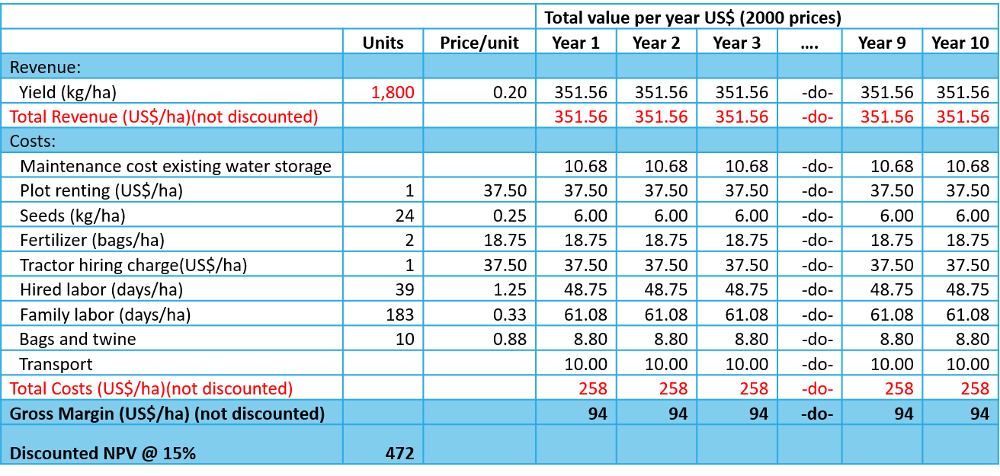 Total value per year US$ (2000 prices)
Units Price/unit Year 1 Year 2 Year 3 .... Year 9 Year 10
Revenue:
Yield (kg/ha) 1,800 0.20 351.56 351.56 351.56 -do- 351.56 351.56
Total Revenue (US$/ha)(not discounted) 351.56 351.56 351.56 -do- 351.56 351.56
Costs:
Maintenance cost existing water storage 10.68 10.68 10.68 -do- 10.68 10.68
Plot renting (US$/ha) 1 37.50 37.50 37.50 37.50 -do- 37.50 37.50
Seeds (kg/ha) 24 0.25 6.00 6.00 6.00 -do- 6.00 6.00
Fertilizer (bags/ha) 2 18.75 18.75 18.75 18.75 -do- 18.75 18.75
Tractor hiring charge(US$/ha) 1 37.50 37.50 37.50 37.50 -do- 37.50 37.50
Hired labor (days/ha) 39 1.25 48.75 48.75 48.75 -do- 48.75 48.75
Family labor (days/ha) 183 0.33 61.08 61.08 61.08 -do- 61.08 61.08
Bags and twine 10 0.88 8.80 8.80 8.80 -do- 8.80 8.80
Transport 10.00 10.00 10.00 -do- 10.00 10.00
Total Costs (US$/ha)(not discounted) 258 258 258 -do- 258 258
Gross Margin (US$/ha) (not discounted) 94 94 94 -do- 94 94
Discounted NPV @ 15% 472